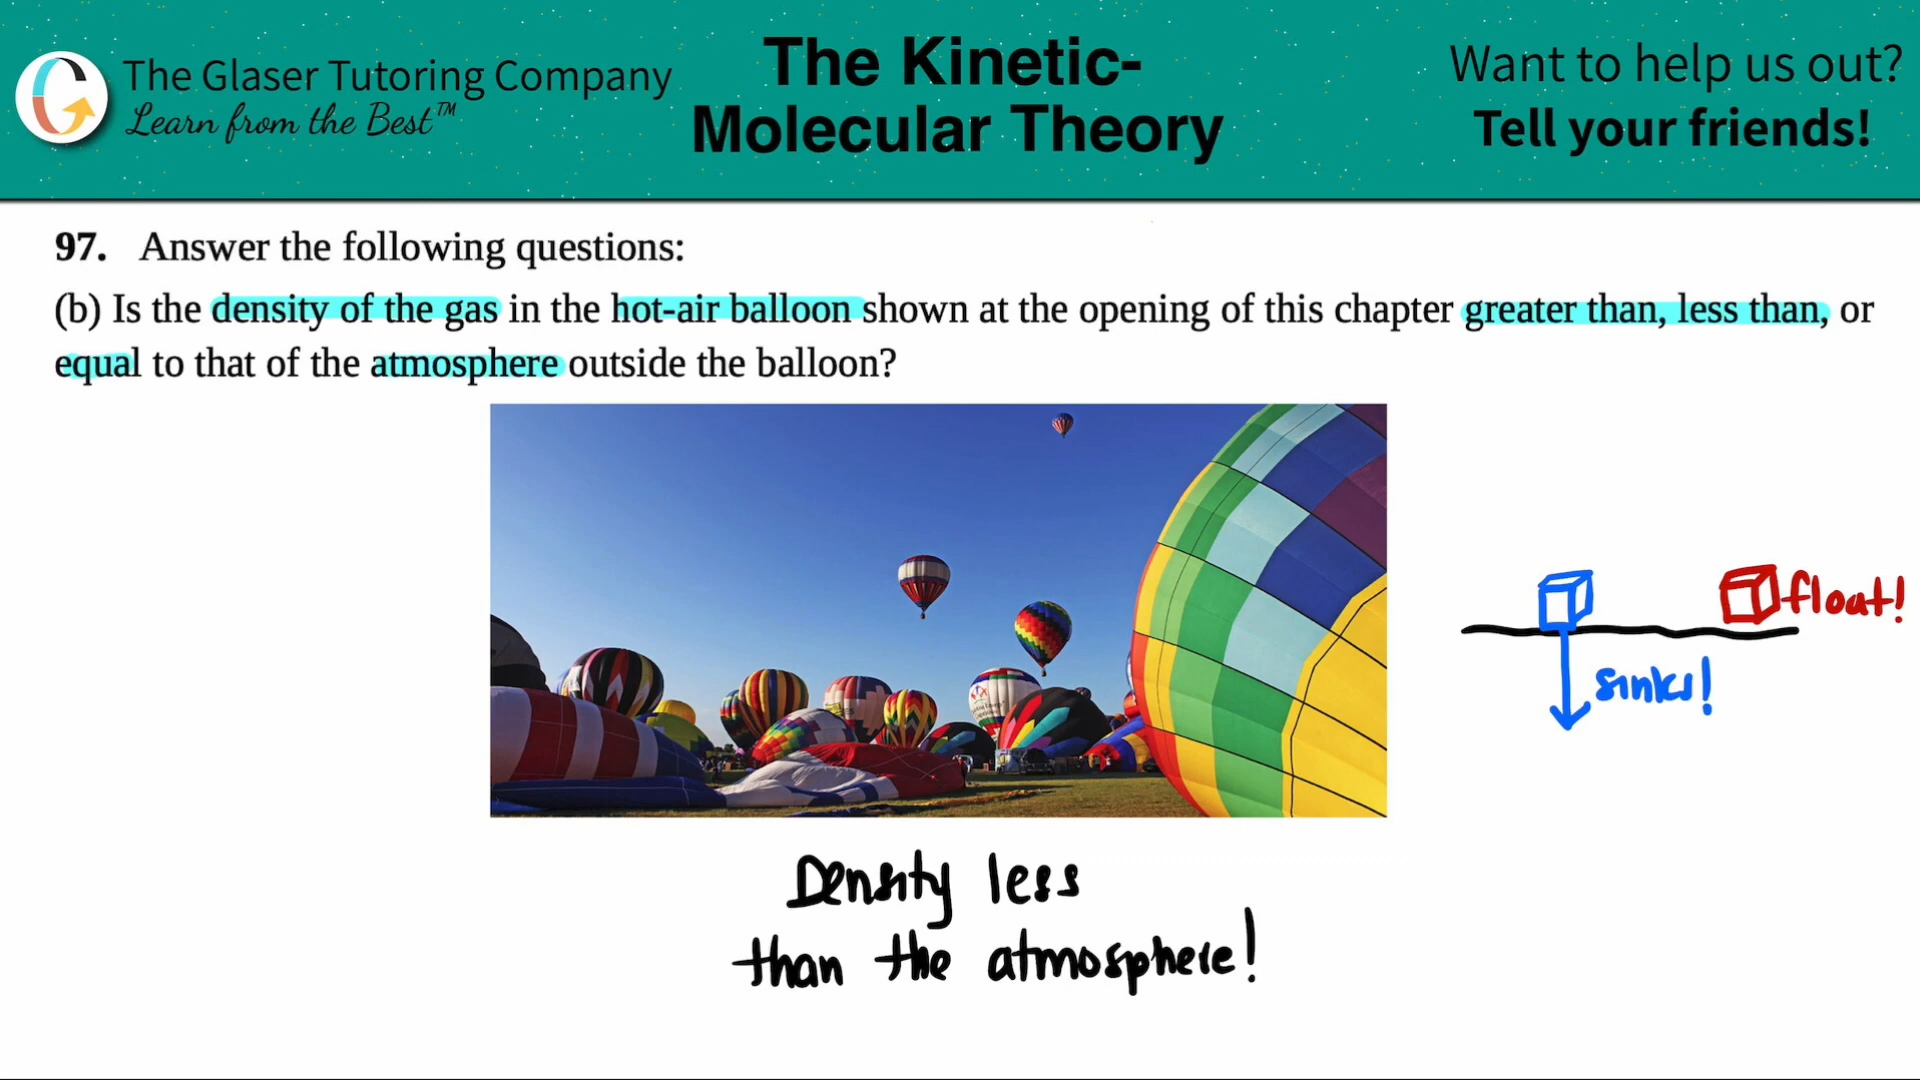 The Glaser Tutoring Company
Learn from the Best™
The Kinetic-
Molecular Theory
Want to help us out?
Tell your friends!
97. Answer the following questions:
(b) Is the density of the gas in the hot-air balloon shown at the opening of this chapter greater than, less than, or
equal to that of the atmosphere outside the balloon?
float!
sinks!
Density less
than the atmosphere!